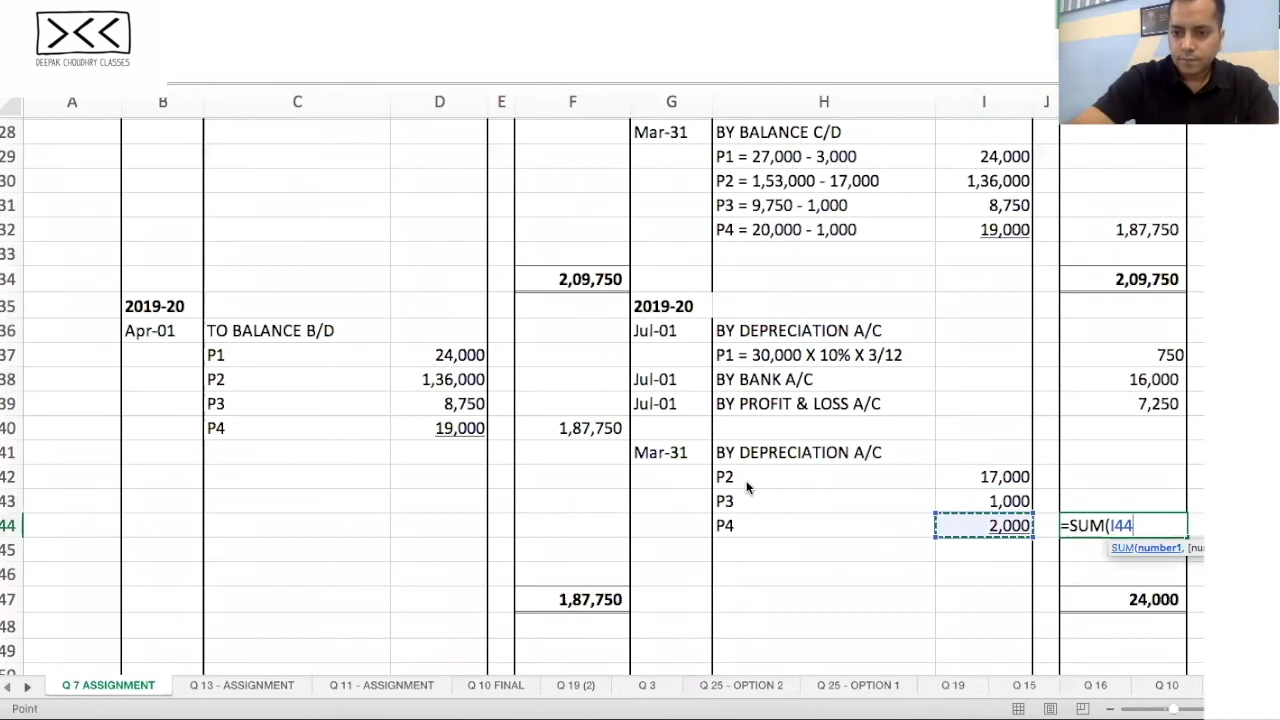 DEEPAK CHOUDHRY CLASSES
A B C D E F G H I J
28 Mar-31 BY BALANCE C/D
29 P1 = 27,000 - 3,000 24,000
30 P2 = 1,53,000 - 17,000 1,36,000
31 P3 = 9,750 - 1,000 8,750
32 P4 = 20,000 - 1,000 19,000 1,87,750
33
34 2,09,750 2,09,750
35 2019-20 2019-20
36 Apr-01 TO BALANCE B/D Jul-01 BY DEPRECIATION A/C
37 P1 24,000 P1 = 30,000 X 10% X 3/12 750
38 P2 1,36,000 Jul-01 BY BANK A/C 16,000
39 P3 8,750 Jul-01 BY PROFIT & LOSS A/C 7,250
40 P4 19,000 1,87,750
41 Mar-31 BY DEPRECIATION A/C
42 P2 17,000
43 P3 1,000
44 P4 2,000 =SUM(I44
45 SUM(number1, [nu
46
47 1,87,750 24,000
48
49
Q 7 ASSIGNMENT Q 13 - ASSIGNMENT Q 11 - ASSIGNMENT Q 10 FINAL Q 19 (2) Q 3 Q 25 - OPTION 2 Q 25 - OPTION 1 Q 19 Q 15 Q 16 Q 10
Point